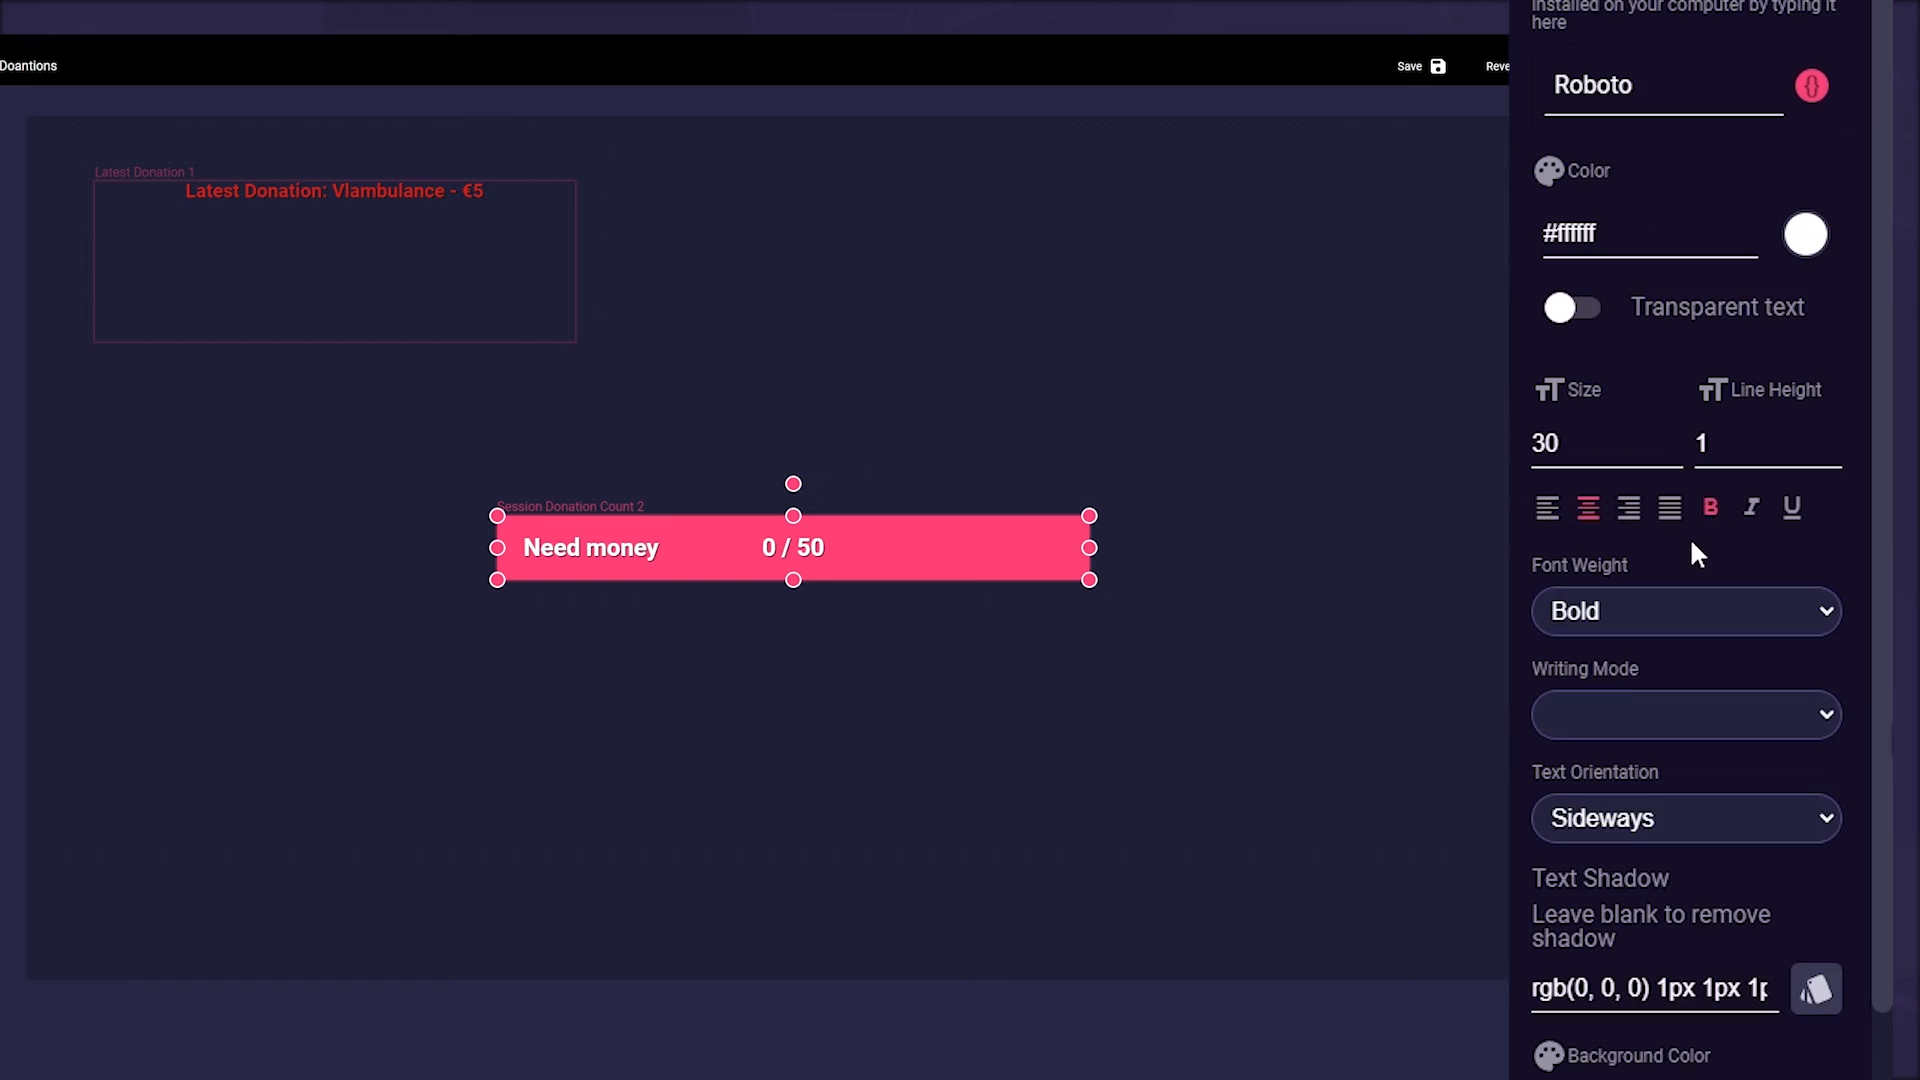 installed on your computer by typing it
here
Doantions
Save
Reve
Roboto
Color
#ffffff
Transparent text
Latest Donation 1
Latest Donation: Vlambulance - €5
Size
Line Height
30
1
B I U
Session Donation Count 2
Need money
0 / 50
Font Weight
Bold
Writing Mode
Text Orientation
Sideways
Text Shadow
Leave blank to remove
shadow
rgb(0, 0, 0) 1px 1px 1p
Background Color